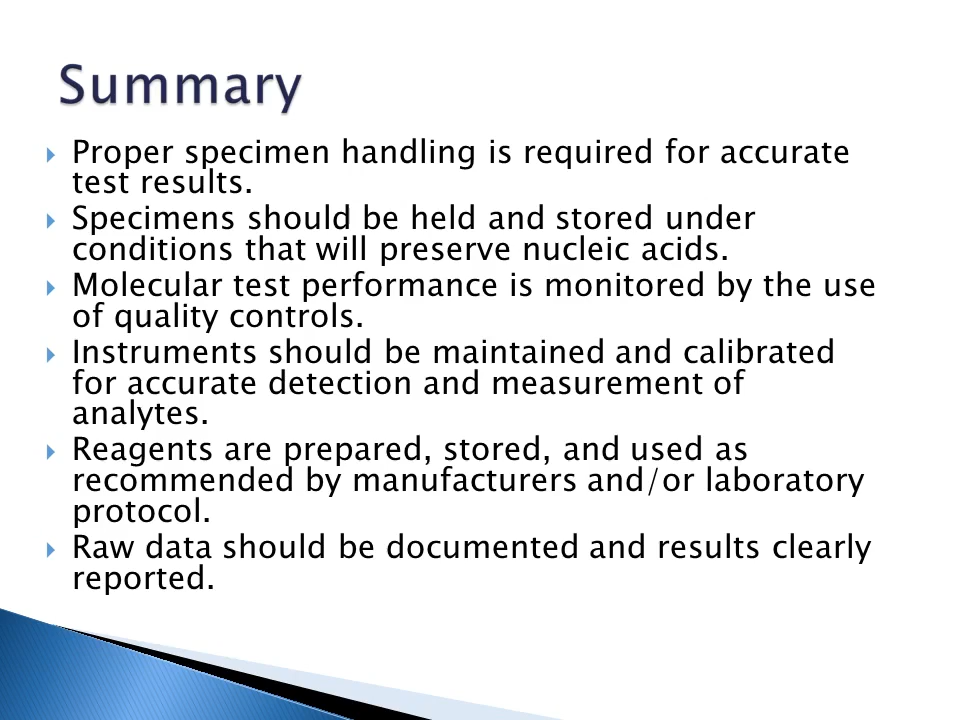 Summary
Proper specimen handling is required for accurate
test results.
Specimens should be held and stored under
conditions that will preserve nucleic acids.
Molecular test performance is monitored by the use
of quality controls.
Instruments should be maintained and calibrated
for accurate detection and measurement of
analytes.
Reagents are prepared, stored, and used as
recommended by manufacturers and/or laboratory
protocol.
Raw data should be documented and results clearly
reported.